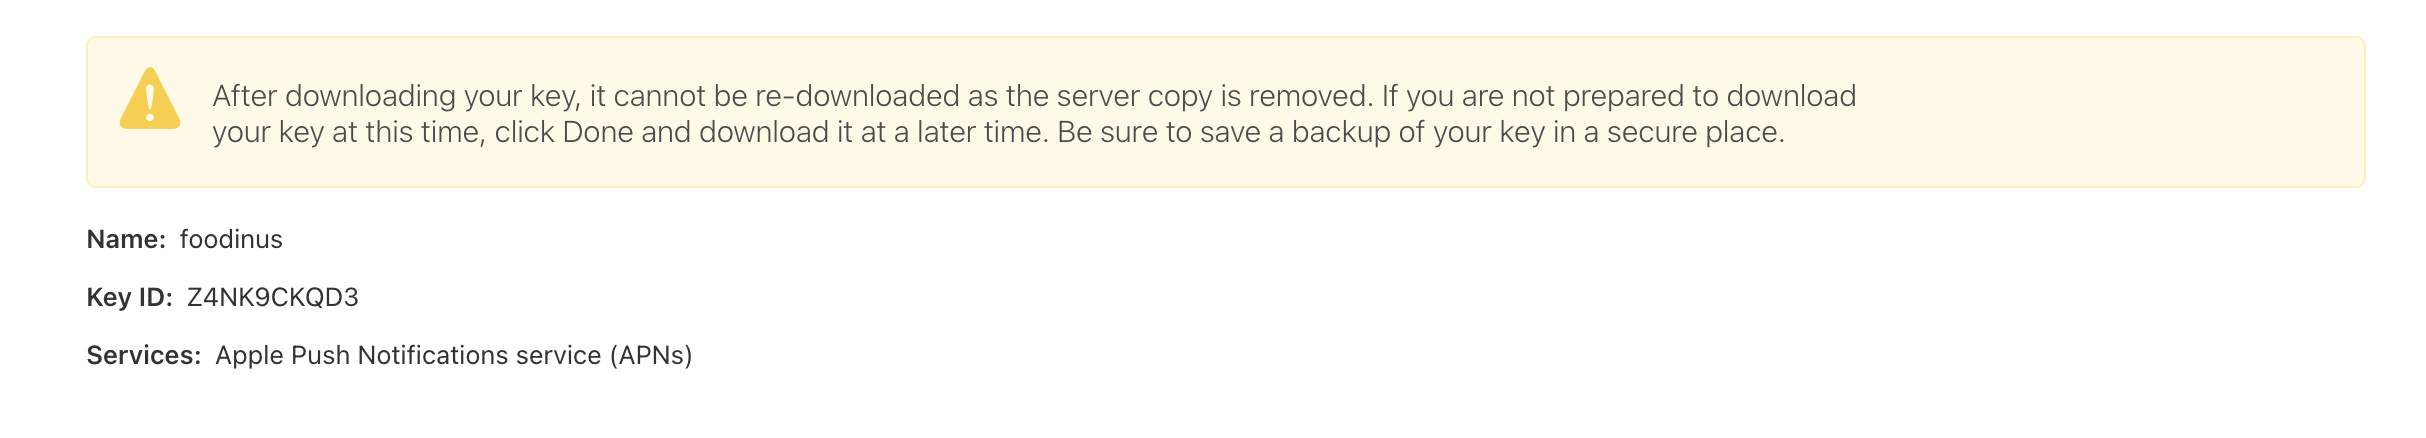 After downloading your key, it cannot be re-downloaded as the server copy is removed. If you are not prepared to download
your key at this time, click Done and download it at a later time. Be sure to save a backup of your key in a secure place.
Name: foodinus
Key ID: Z4NK9CKQD3
Services: Apple Push Notifications service (APNs)